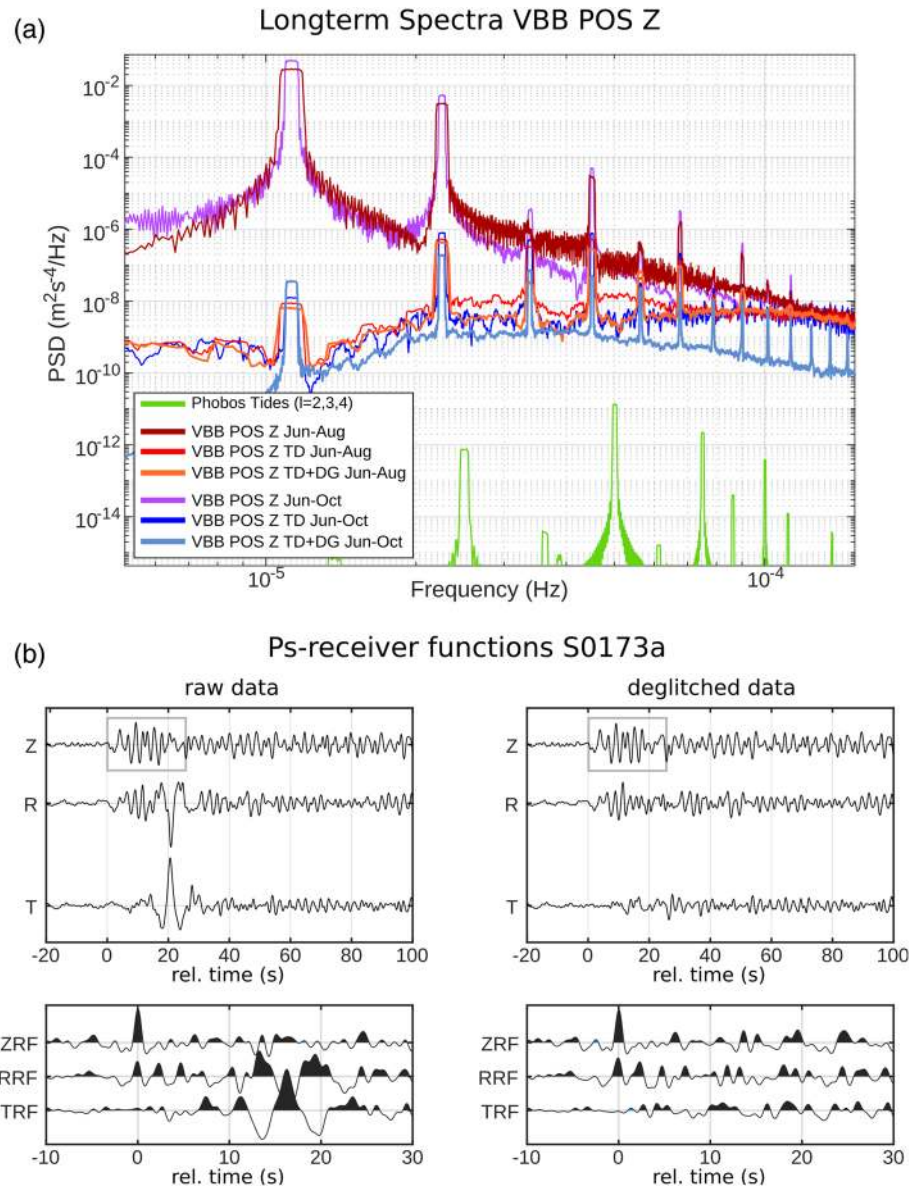 (a)
Longterm Spectra VBB POS Z
PSD (m²s⁻⁴/Hz)
10⁻²
10⁻⁴
10⁻⁶
10⁻⁸
10⁻¹⁰
10⁻¹²
10⁻¹⁴
Phobos Tides (l=2,3,4)
VBB POS Z Jun-Aug
VBB POS Z TD Jun-Aug
VBB POS Z TD+DG Jun-Aug
VBB POS Z Jun-Oct
VBB POS Z TD Jun-Oct
VBB POS Z TD+DG Jun-Oct
10⁻⁵
10⁻⁴
Frequency (Hz)
(b)
Ps-receiver functions S0173a
raw data
Z
R
T
-20 0 20 40 60 80 100
rel. time (s)
ZRF
RRF
TRF
-10 0 10 20 30
rel. time (s)
deglitched data
Z
R
T
-20 0 20 40 60 80 100
rel. time (s)
ZRF
RRF
TRF
-10 0 10 20 30
rel. time (s)